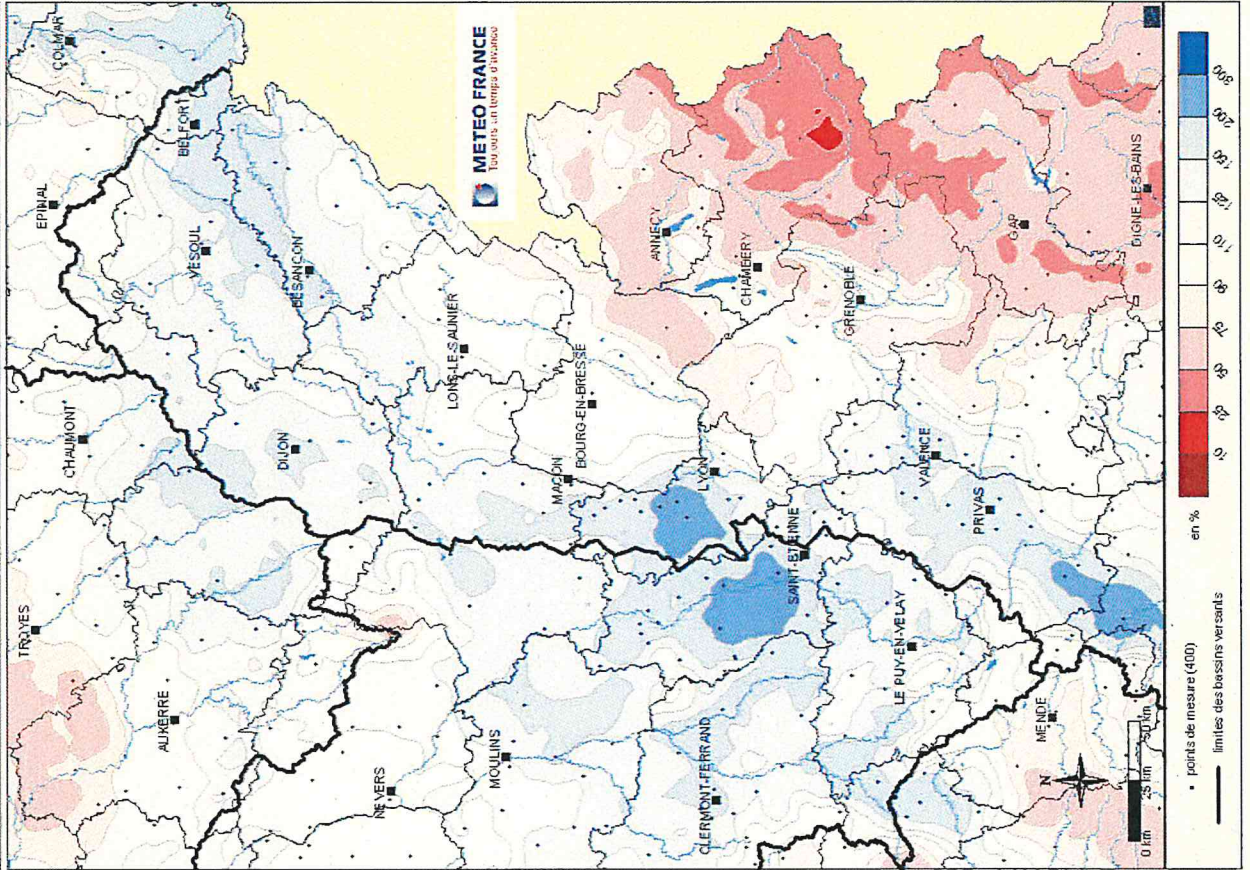 COLMAR
BELFORT
EPINAL
VESOUL
BESANCON
CHAUMONT
LONS-LE-SAUNIER
DIJON
TROYES
BOURG-EN-BRESSE
MACON
AUXERRE
NEVERS
MOULINS
METEO FRANCE
Toujours un temps d'avance
ANNECY
CHAMBERY
GRENOBLE
GAP
DIGNE-LES-BAINS
LYON
VALENCE
SAINT-ETIENNE
PRIVAS
LE PUY-EN-VELAY
CLERMONT-FERRAND
MENDE
N
0 km 25 km 50 km
300
200
150
125
110
90
75
50
25
10
en %
points de mesure (400)
limites des bassins versants